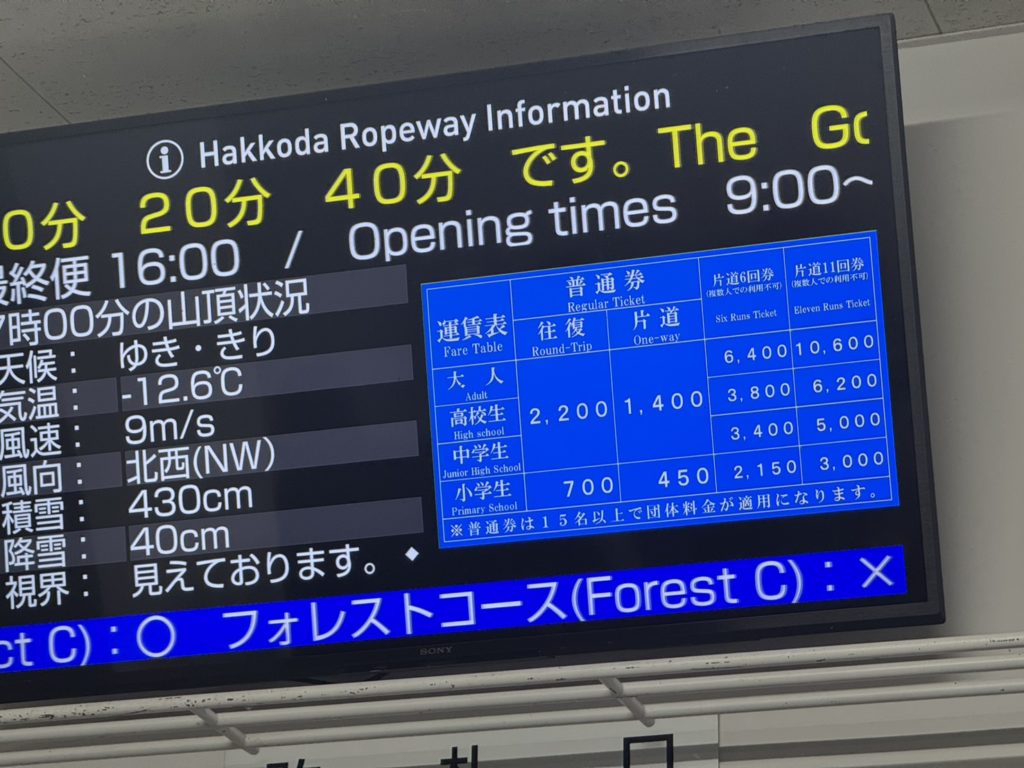 Hakkoda Ropeway Information
0分 20分 40分 です。The Go
最終便 16:00 / Opening times 9:00~
7時00分の山頂状況
天候： ゆき・きり
気温： -12.6℃
風速： 9m/s
風向： 北西(NW)
積雪： 430cm
降雪： 40cm
視界： 見えております。 ◆
運賃表
Fare Table
普通券
Regular Ticket
往復
Round-Trip
片道
One-way
片道6回券
(複数人での利用不可)
Six Runs Ticket
片道11回券
(複数人での利用不可)
Eleven Runs Ticket
大人
Adult
2,200 1,400 6,400 10,600
高校生
High school
3,800 6,200
中学生
Junior High School
3,400 5,000
小学生
Primary School
700 450 2,150 3,000
※普通券は15名以上で団体料金が適用になります。
ct C)：○ フォレストコース(Forest C)：×
SONY